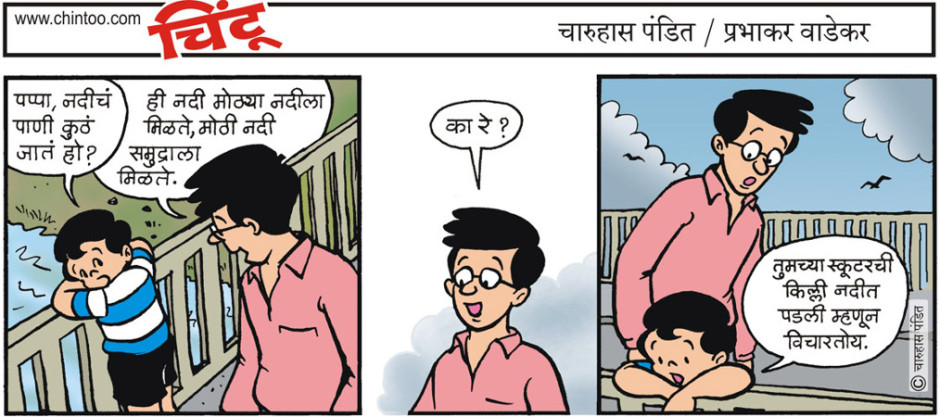 www.chintoo.com
चिंटू
चारुहास पंडित / प्रभाकर वाडेकर
पप्पा, नदीचं
पाणी कुठं
जातं हो?
ही नदी मोठ्या नदीला
मिळते, मोठी नदी
समुद्राला
मिळते.
का रे ?
तुमच्या स्कूटरची
किल्ली नदीत
पडली म्हणून
विचारतोय.
© चारुहास पंडित